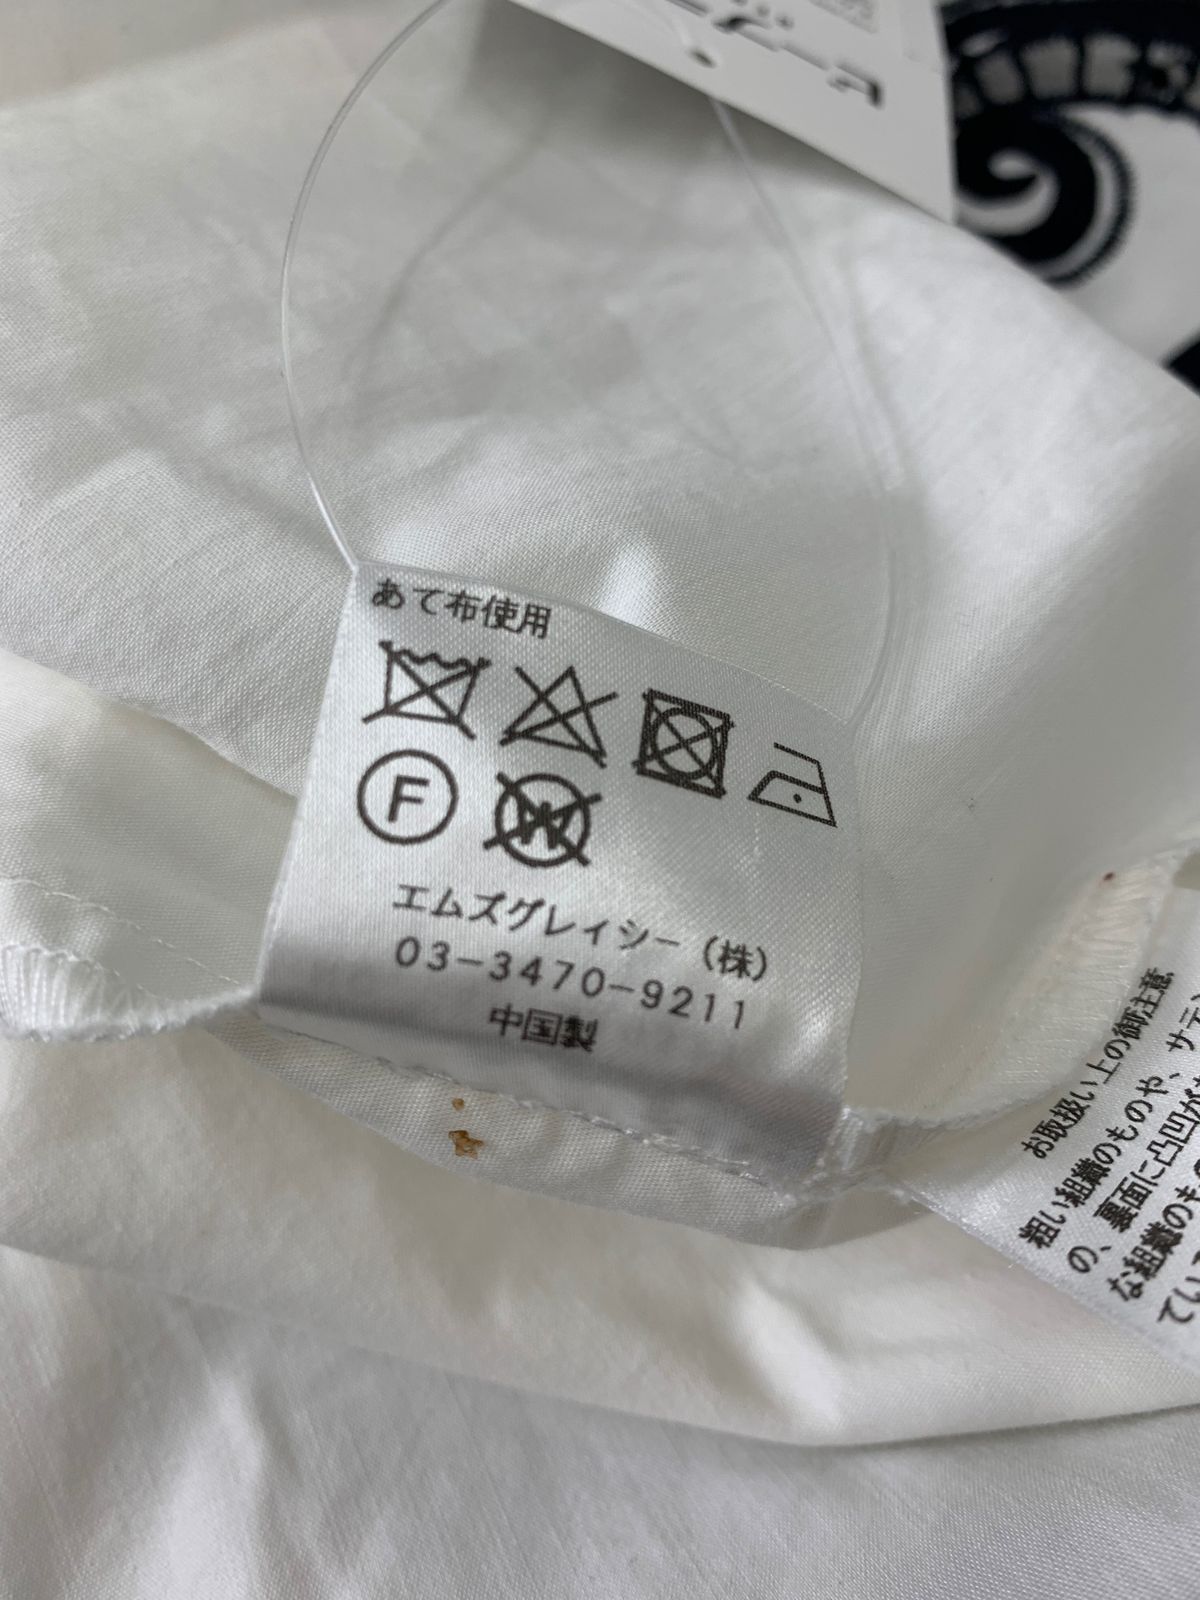 あて布使用
F
W
エムズグレイシー（株）
03-3470-9211
中国製
お取扱い上の御注意
粗い組織のものや、サテ
の、裏面に凸凹が
な組織のもの
てい